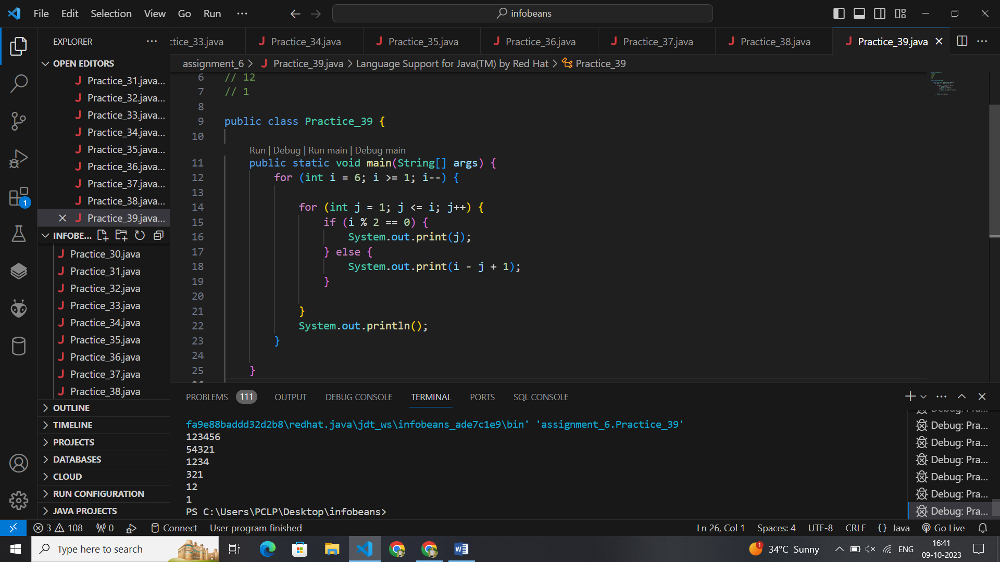 File Edit Selection View Go Run ··· infobeans
EXPLORER ···
ctice_33.java Practice_34.java Practice_35.java Practice_36.java Practice_37.java Practice_38.java Practice_39.java
assignment_6 > Practice_39.java > Language Support for Java(TM) by Red Hat > Practice_39
OPEN EDITORS
Practice_31.java...
Practice_32.java...
Practice_33.java...
Practice_34.java...
Practice_35.java...
Practice_36.java...
Practice_37.java...
Practice_38.java...
Practice_39.java...
INFOBE...
Practice_30.java
Practice_31.java
Practice_32.java
Practice_33.java
Practice_34.java
Practice_35.java
Practice_36.java
Practice_37.java
Practice_38.java
OUTLINE
TIMELINE
PROJECTS
DATABASES
CLOUD
RUN CONFIGURATION
JAVA PROJECTS
1
6 // 12
7 // 1
8
9 public class Practice_39 {
10
Run | Debug | Run main | Debug main
11 public static void main(String[] args) {
12 for (int i = 6; i >= 1; i--) {
13
14 for (int j = 1; j <= i; j++) {
15 if (i % 2 == 0) {
16 System.out.print(j);
17 } else {
18 System.out.print(i - j + 1);
19 }
20
21 }
22 System.out.println();
23 }
24
25 }
PROBLEMS 111 OUTPUT DEBUG CONSOLE TERMINAL PORTS SQL CONSOLE
fa9e88baddd32d2b8\redhat.java\jdt_ws\infobeans_ade7c1e9\bin' 'assignment_6.Practice_39'
123456
54321
1234
321
12
1
PS C:\Users\PCLP\Desktop\infobeans>
Debug: Pra...
Debug: Pra...
Debug: Pra...
Debug: Pra...
Debug: Pra...
Debug: Pra...
Debug: Pra...
3 108 0 Connect User program finished Ln 26, Col 1 Spaces: 4 UTF-8 CRLF {} Java Go Live
Type here to search 1 34°C Sunny ENG 16:41
09-10-2023